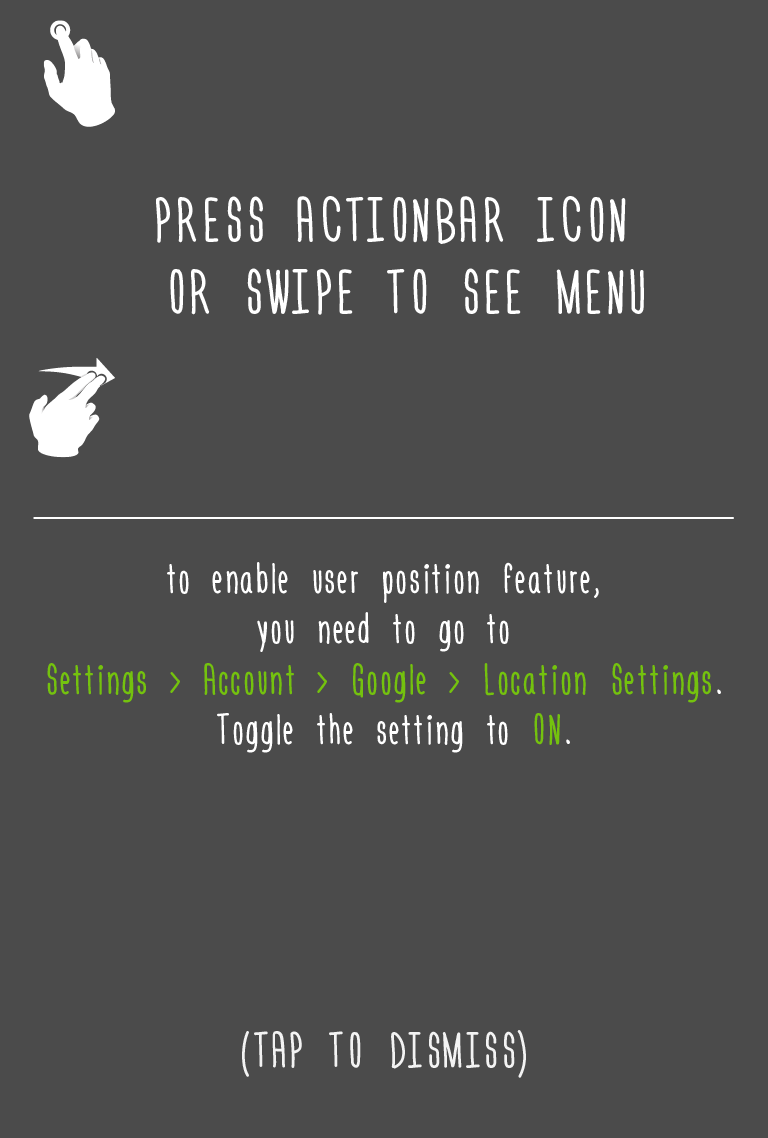 PRESS ACTIONBAR ICON
OR SWIPE TO SEE MENU
to enable user position feature,
you need to go to
Settings > Account > Google > Location Settings.
Toggle the setting to ON.
(TAP TO DISMISS)